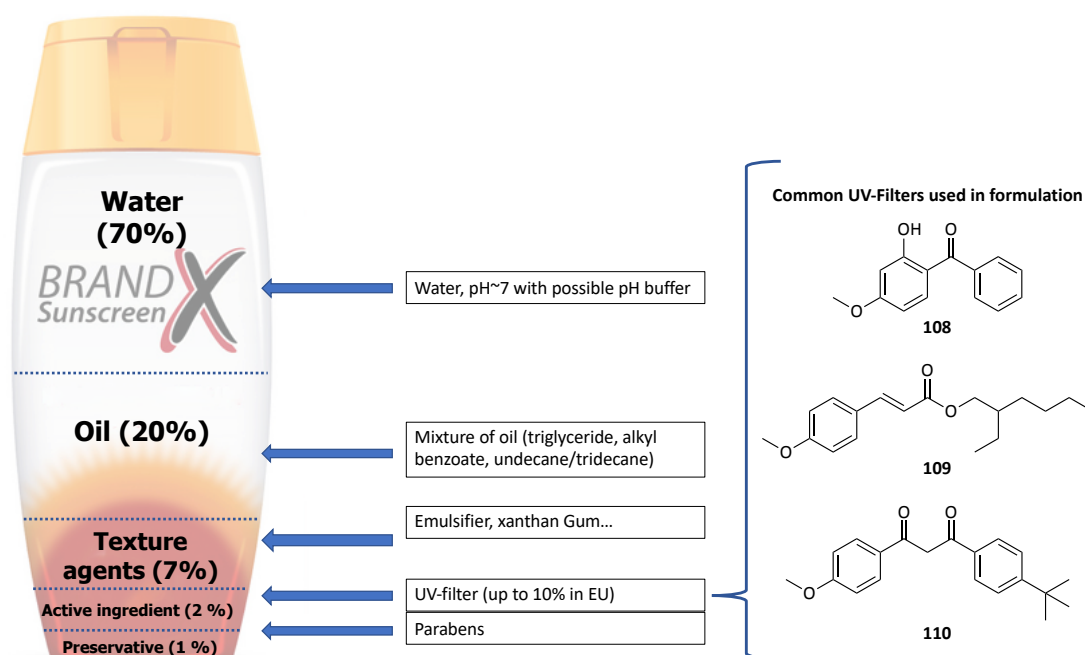 Water
(70%)
BRAND X
Sunscreen
Oil (20%)
Texture
agents (7%)
Active ingredient (2 %)
Preservative (1 %)
Water, pH~7 with possible pH buffer
Mixture of oil (triglyceride, alkyl
benzoate, undecane/tridecane)
Emulsifier, xanthan Gum...
UV-filter (up to 10% in EU)
Parabens
Common UV-Filters used in formulation
OH
O
O
108
O
O
O
109
O
O
O
110